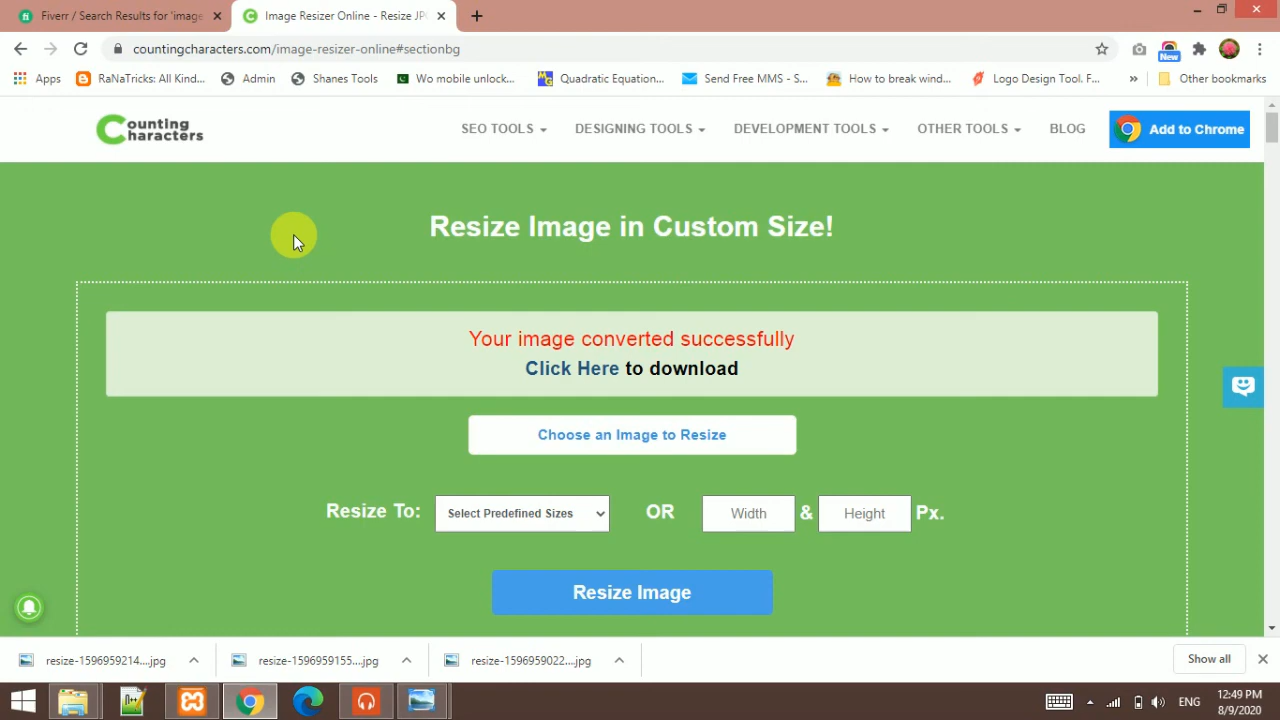 Fiverr / Search Results for 'image
Image Resizer Online - Resize JP
countingcharacters.com/image-resizer-online#sectionbg
New
Apps
RaNaTricks: All Kind...
Admin
Shanes Tools
Wo mobile unlock...
Quadratic Equation...
Send Free MMS - S...
How to break wind...
Logo Design Tool. F...
»
Other bookmarks
Counting Characters
SEO TOOLS
DESIGNING TOOLS
DEVELOPMENT TOOLS
OTHER TOOLS
BLOG
Add to Chrome
Resize Image in Custom Size!
Your image converted successfully
Click Here to download
Choose an Image to Resize
Resize To:
Select Predefined Sizes
OR
Width
&
Height
Px.
Resize Image
resize-1596959214....jpg
resize-1596959155....jpg
resize-1596959022....jpg
Show all
ENG
12:49 PM
8/9/2020